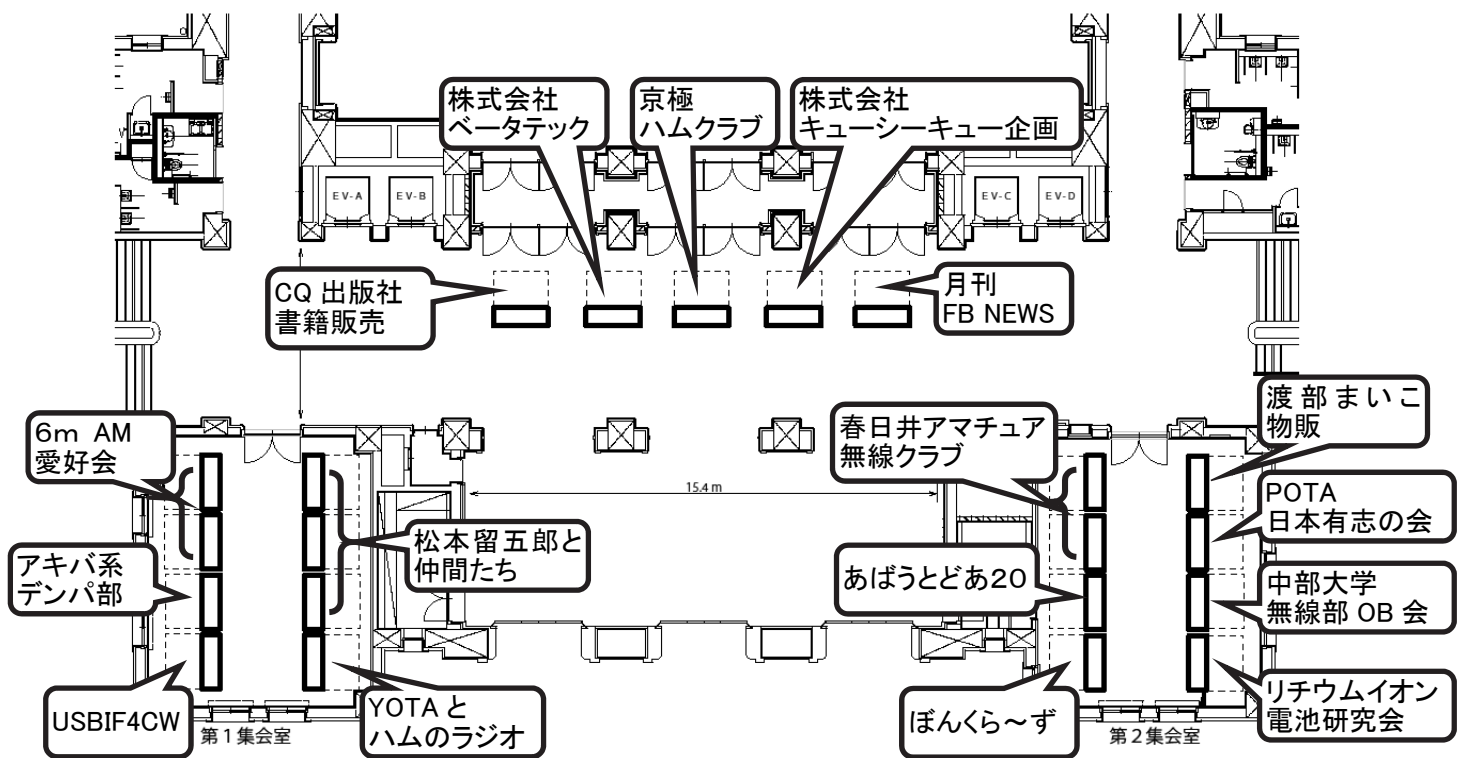 株式会社
ベータテック
京極
ハムクラブ
株式会社
キューシーキュー企画
EV-A
EV-B
EV-C
EV-D
CQ 出版社
書籍販売
月刊
FB NEWS
6m AM
愛好会
春日井アマチュア
無線クラブ
渡部まいこ
物販
15.4 m
POTA
日本有志の会
松本留五郎と
仲間たち
アキバ系
デンパ部
あばうとどあ20
中部大学
無線部 OB 会
USBIF4CW
YOTA と
ハムのラジオ
ぼんくら～ず
リチウムイオン
電池研究会
第1集会室
第2集会室